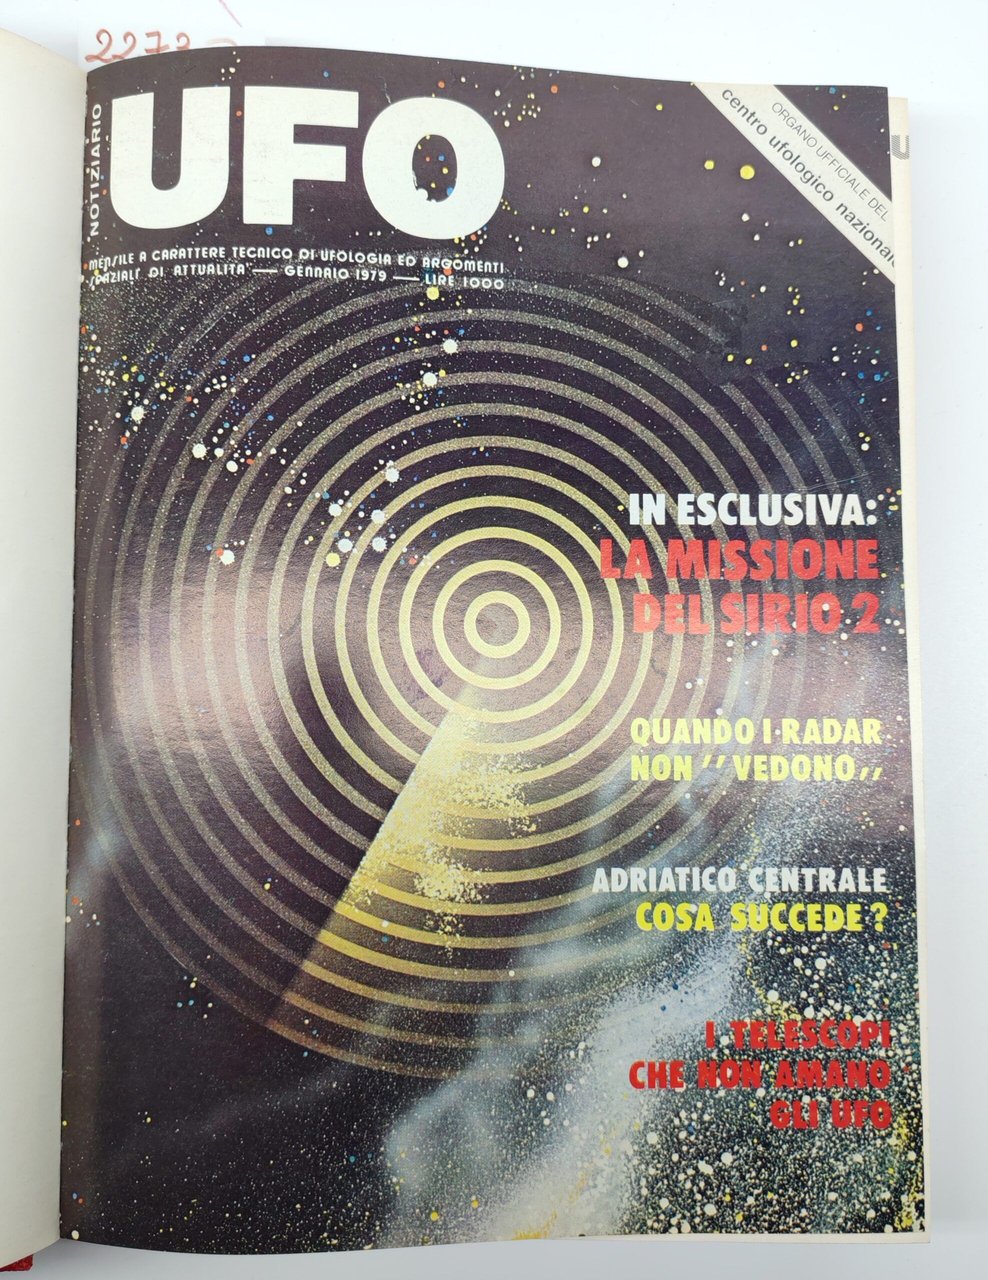 2273
NOTIZIARIO
UFO
ORGANO UFFICIALE DEL
centro ufologico nazionale
MENSILE A CARATTERE TECNICO DI UFOLOGIA ED ARGOMENTI
SPAZIALI DI ATTUALITA' — GENNAIO 1979 — LIRE 1000
IN ESCLUSIVA:
LA MISSIONE
DEL SIRIO 2
QUANDO I RADAR
NON '' VEDONO ,,
ADRIATICO CENTRALE
COSA SUCCEDE ?
I TELESCOPI
CHE NON AMANO
GLI UFO